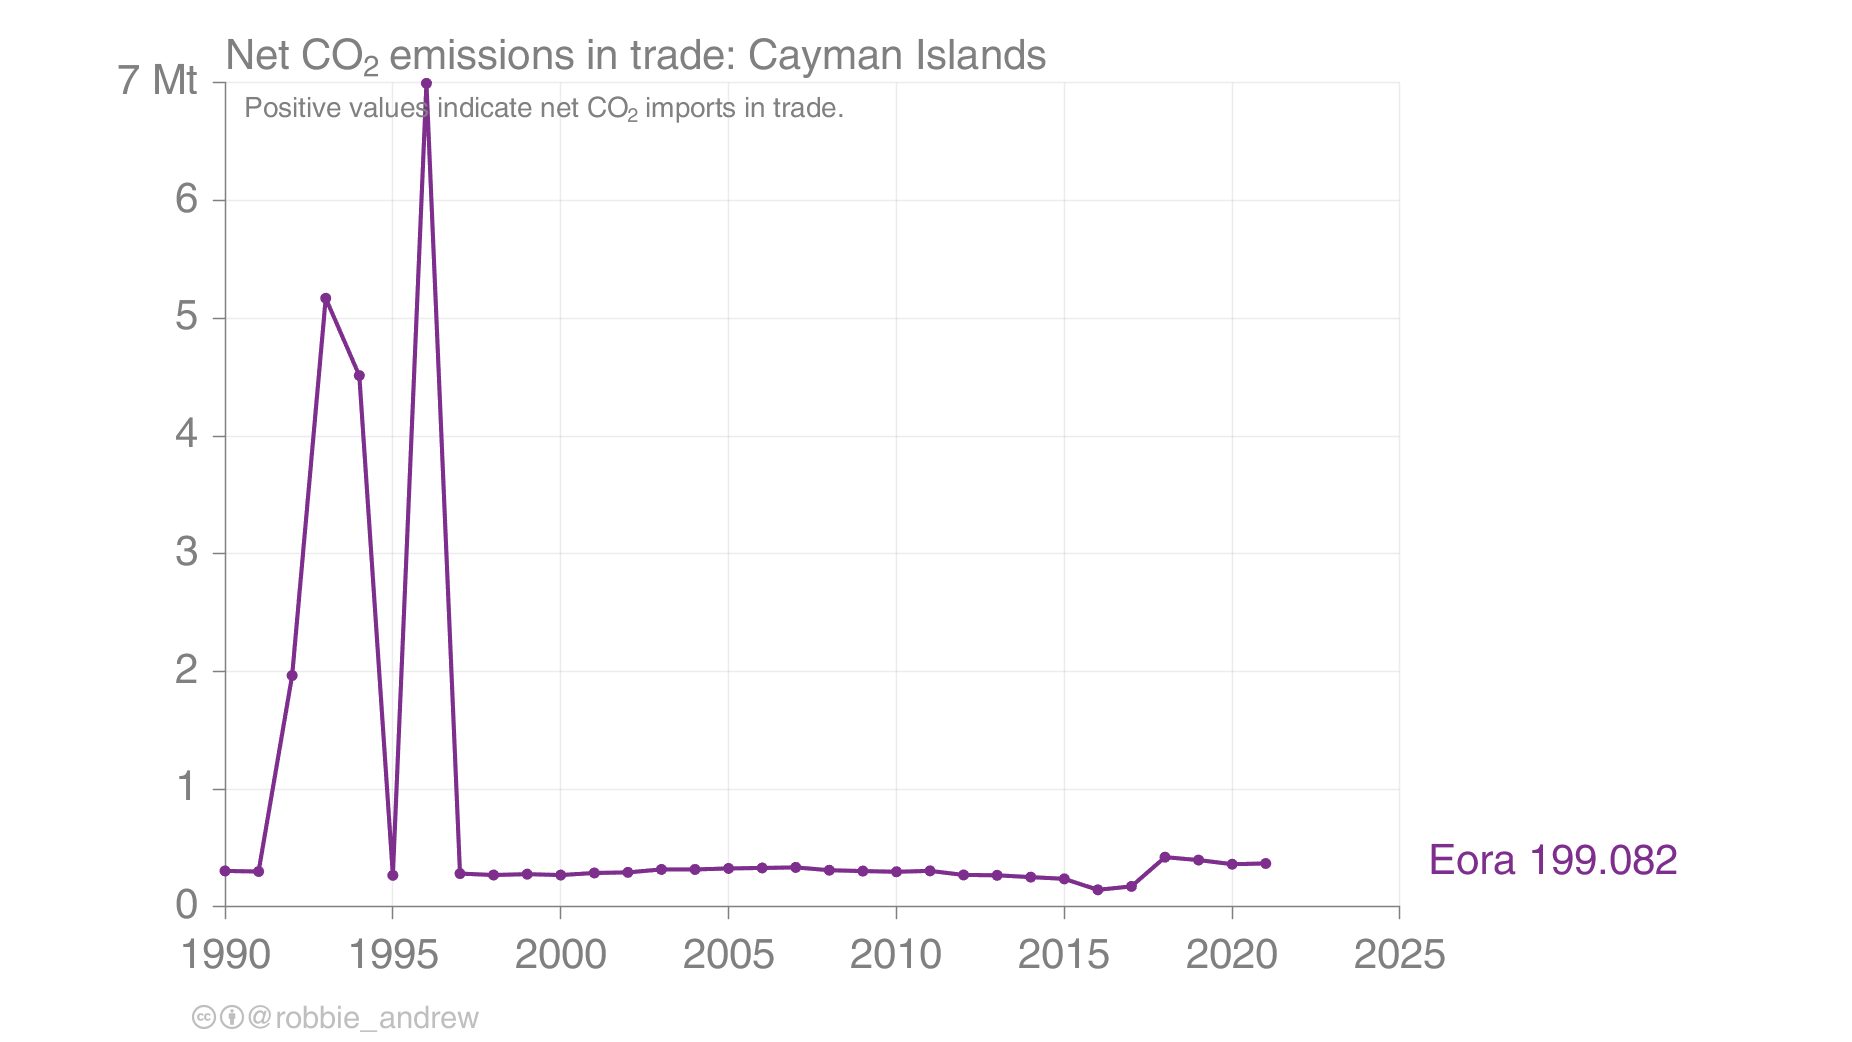 Net CO₂ emissions in trade: Cayman Islands
7 Mt
Positive values indicate net CO₂ imports in trade.
6
5
4
3
2
1
0
Eora 199.082
1990 1995 2000 2005 2010 2015 2020 2025
@robbie_andrew